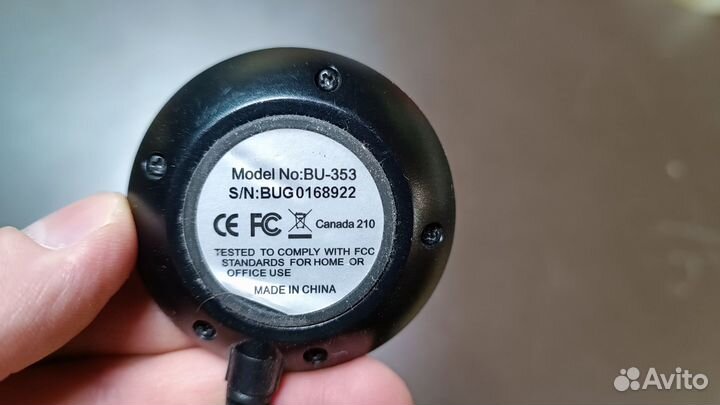 Model No:BU-353
S/N:BUG0168922
CE FC Canada 210
TESTED TO COMPLY WITH FCC
STANDARDS FOR HOME OR
OFFICE USE
MADE IN CHINA
Avito